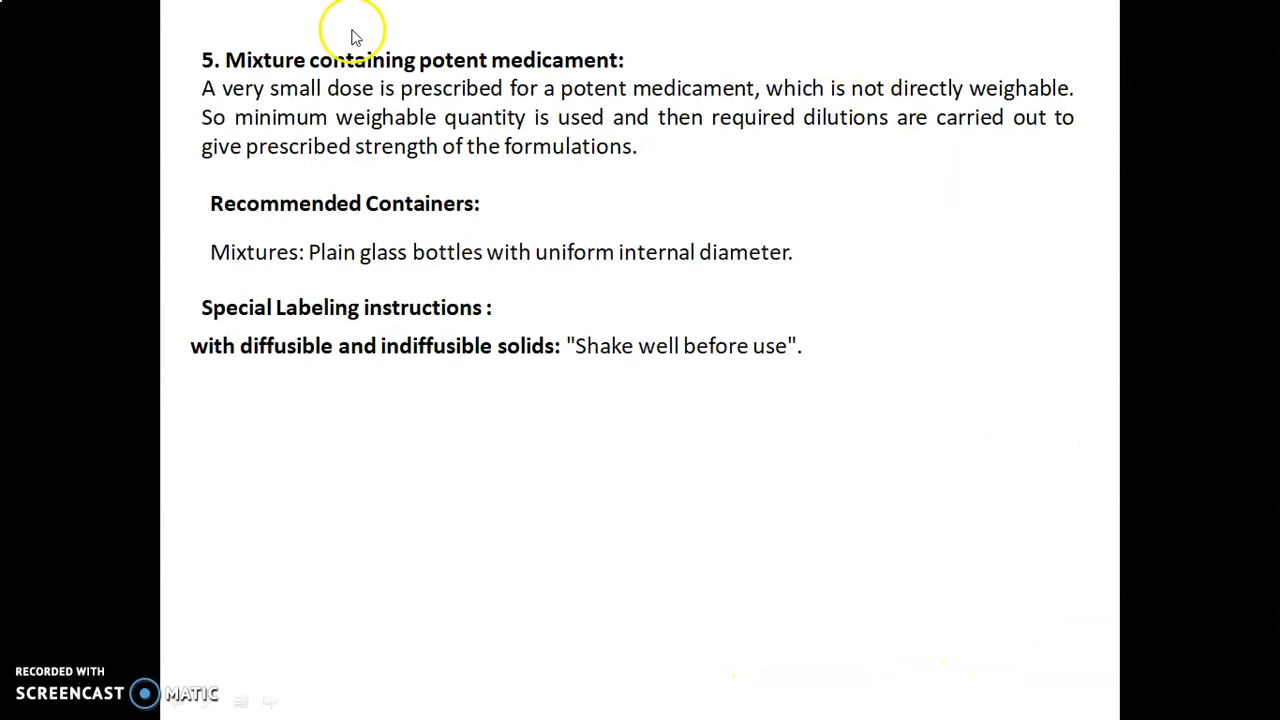 5. Mixture containing potent medicament:
A very small dose is prescribed for a potent medicament, which is not directly weighable.
So minimum weighable quantity is used and then required dilutions are carried out to
give prescribed strength of the formulations.
Recommended Containers:
Mixtures: Plain glass bottles with uniform internal diameter.
Special Labeling instructions :
with diffusible and indiffusible solids: "Shake well before use".
RECORDED WITH
SCREENCAST MATIC